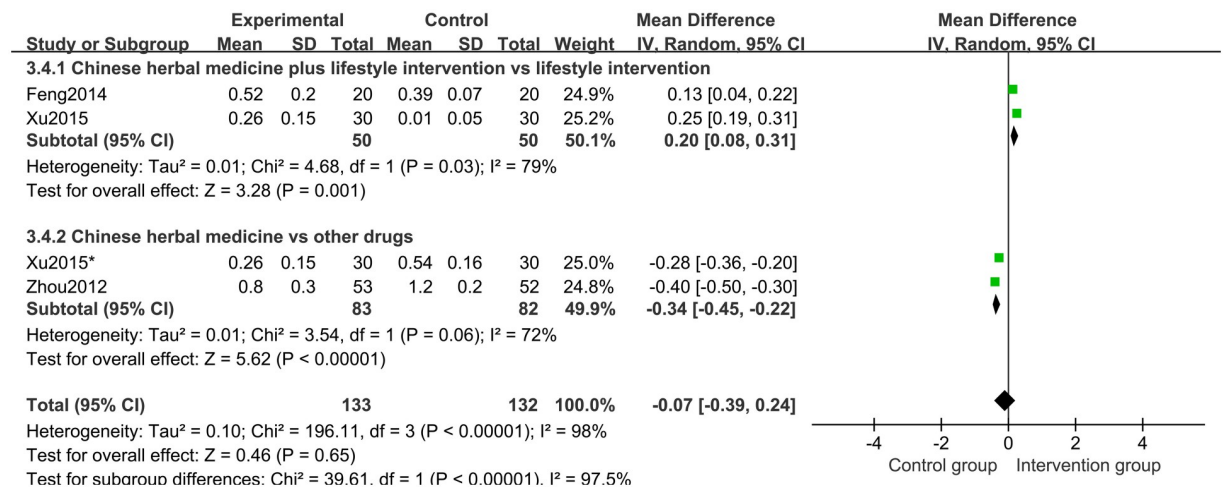 Experimental Control Mean Difference Mean Difference
Study or Subgroup Mean SD Total Mean SD Total Weight IV, Random, 95% CI IV, Random, 95% CI
3.4.1 Chinese herbal medicine plus lifestyle intervention vs lifestyle intervention
Feng2014 0.52 0.2 20 0.39 0.07 20 24.9% 0.13 [0.04, 0.22]
Xu2015 0.26 0.15 30 0.01 0.05 30 25.2% 0.25 [0.19, 0.31]
Subtotal (95% CI) 50 50 50.1% 0.20 [0.08, 0.31]
Heterogeneity: Tau² = 0.01; Chi² = 4.68, df = 1 (P = 0.03); I² = 79%
Test for overall effect: Z = 3.28 (P = 0.001)
3.4.2 Chinese herbal medicine vs other drugs
Xu2015* 0.26 0.15 30 0.54 0.16 30 25.0% -0.28 [-0.36, -0.20]
Zhou2012 0.8 0.3 53 1.2 0.2 52 24.8% -0.40 [-0.50, -0.30]
Subtotal (95% CI) 83 82 49.9% -0.34 [-0.45, -0.22]
Heterogeneity: Tau² = 0.01; Chi² = 3.54, df = 1 (P = 0.06); I² = 72%
Test for overall effect: Z = 5.62 (P < 0.00001)
Total (95% CI) 133 132 100.0% -0.07 [-0.39, 0.24]
Heterogeneity: Tau² = 0.10; Chi² = 196.11, df = 3 (P < 0.00001); I² = 98%
Test for overall effect: Z = 0.46 (P = 0.65)
Test for subgroup differences: Chi² = 39.61, df = 1 (P < 0.00001), I² = 97.5%
-4 -2 0 2 4
Control group Intervention group